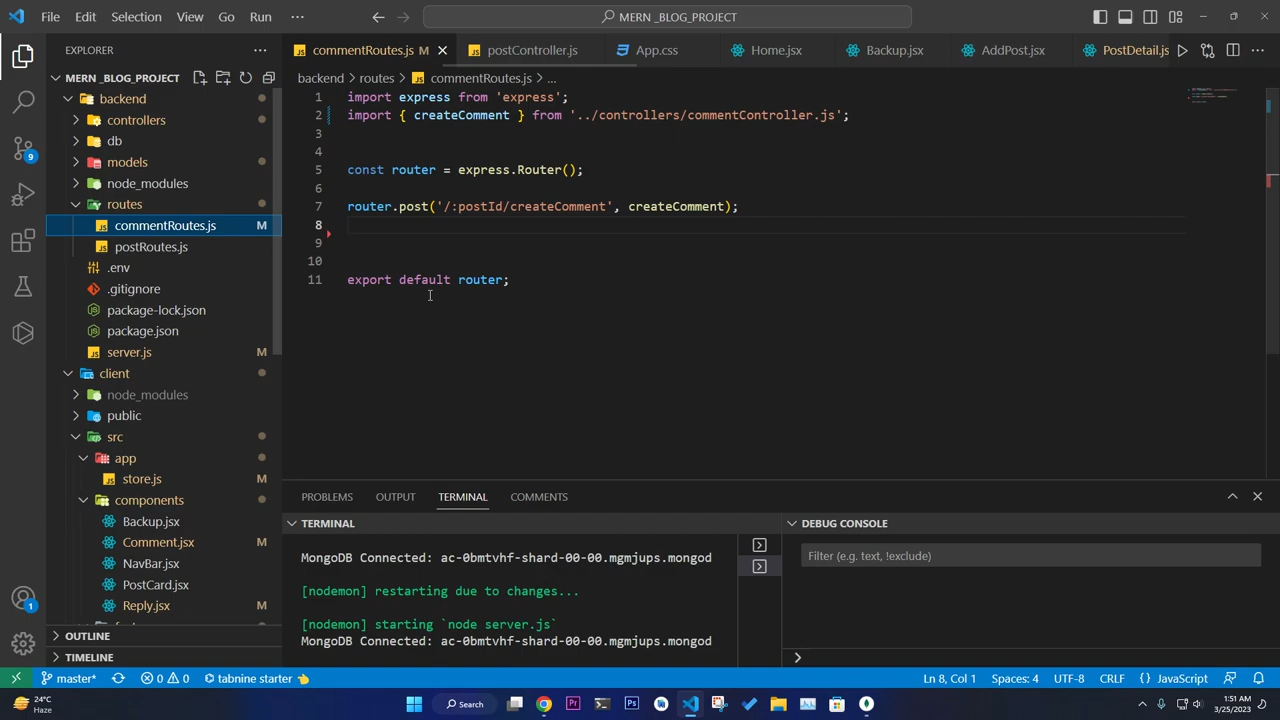 File Edit Selection View Go Run ··· MERN _BLOG_PROJECT
EXPLORER
commentRoutes.js M postController.js App.css Home.jsx Backup.jsx AddPost.jsx PostDetail.js
MERN _BLOG_PROJECT
backend
controllers
db
models
node_modules
routes
commentRoutes.js M
postRoutes.js
.env
.gitignore
package-lock.json
package.json
server.js M
client
node_modules
public
src
app
store.js M
components
Backup.jsx
Comment.jsx M
NavBar.jsx
PostCard.jsx
Reply.jsx M
OUTLINE
TIMELINE
backend > routes > commentRoutes.js > ...
1 import express from 'express';
2 import { createComment } from '../controllers/commentController.js';
3
4
5 const router = express.Router();
6
7 router.post('/:postId/createComment', createComment);
8
9
10
11 export default router;
PROBLEMS OUTPUT TERMINAL COMMENTS
TERMINAL
MongoDB Connected: ac-0bmtvhf-shard-00-00.mgmjups.mongod
[nodemon] restarting due to changes...
[nodemon] starting `node server.js`
MongoDB Connected: ac-0bmtvhf-shard-00-00.mgmjups.mongod
DEBUG CONSOLE
Filter (e.g. text, !exclude)
9
1
master* 0 0 tabnine starter Ln 8, Col 1 Spaces: 4 UTF-8 CRLF {} JavaScript
24°C
Haze
Search
1:51 AM
3/25/2023